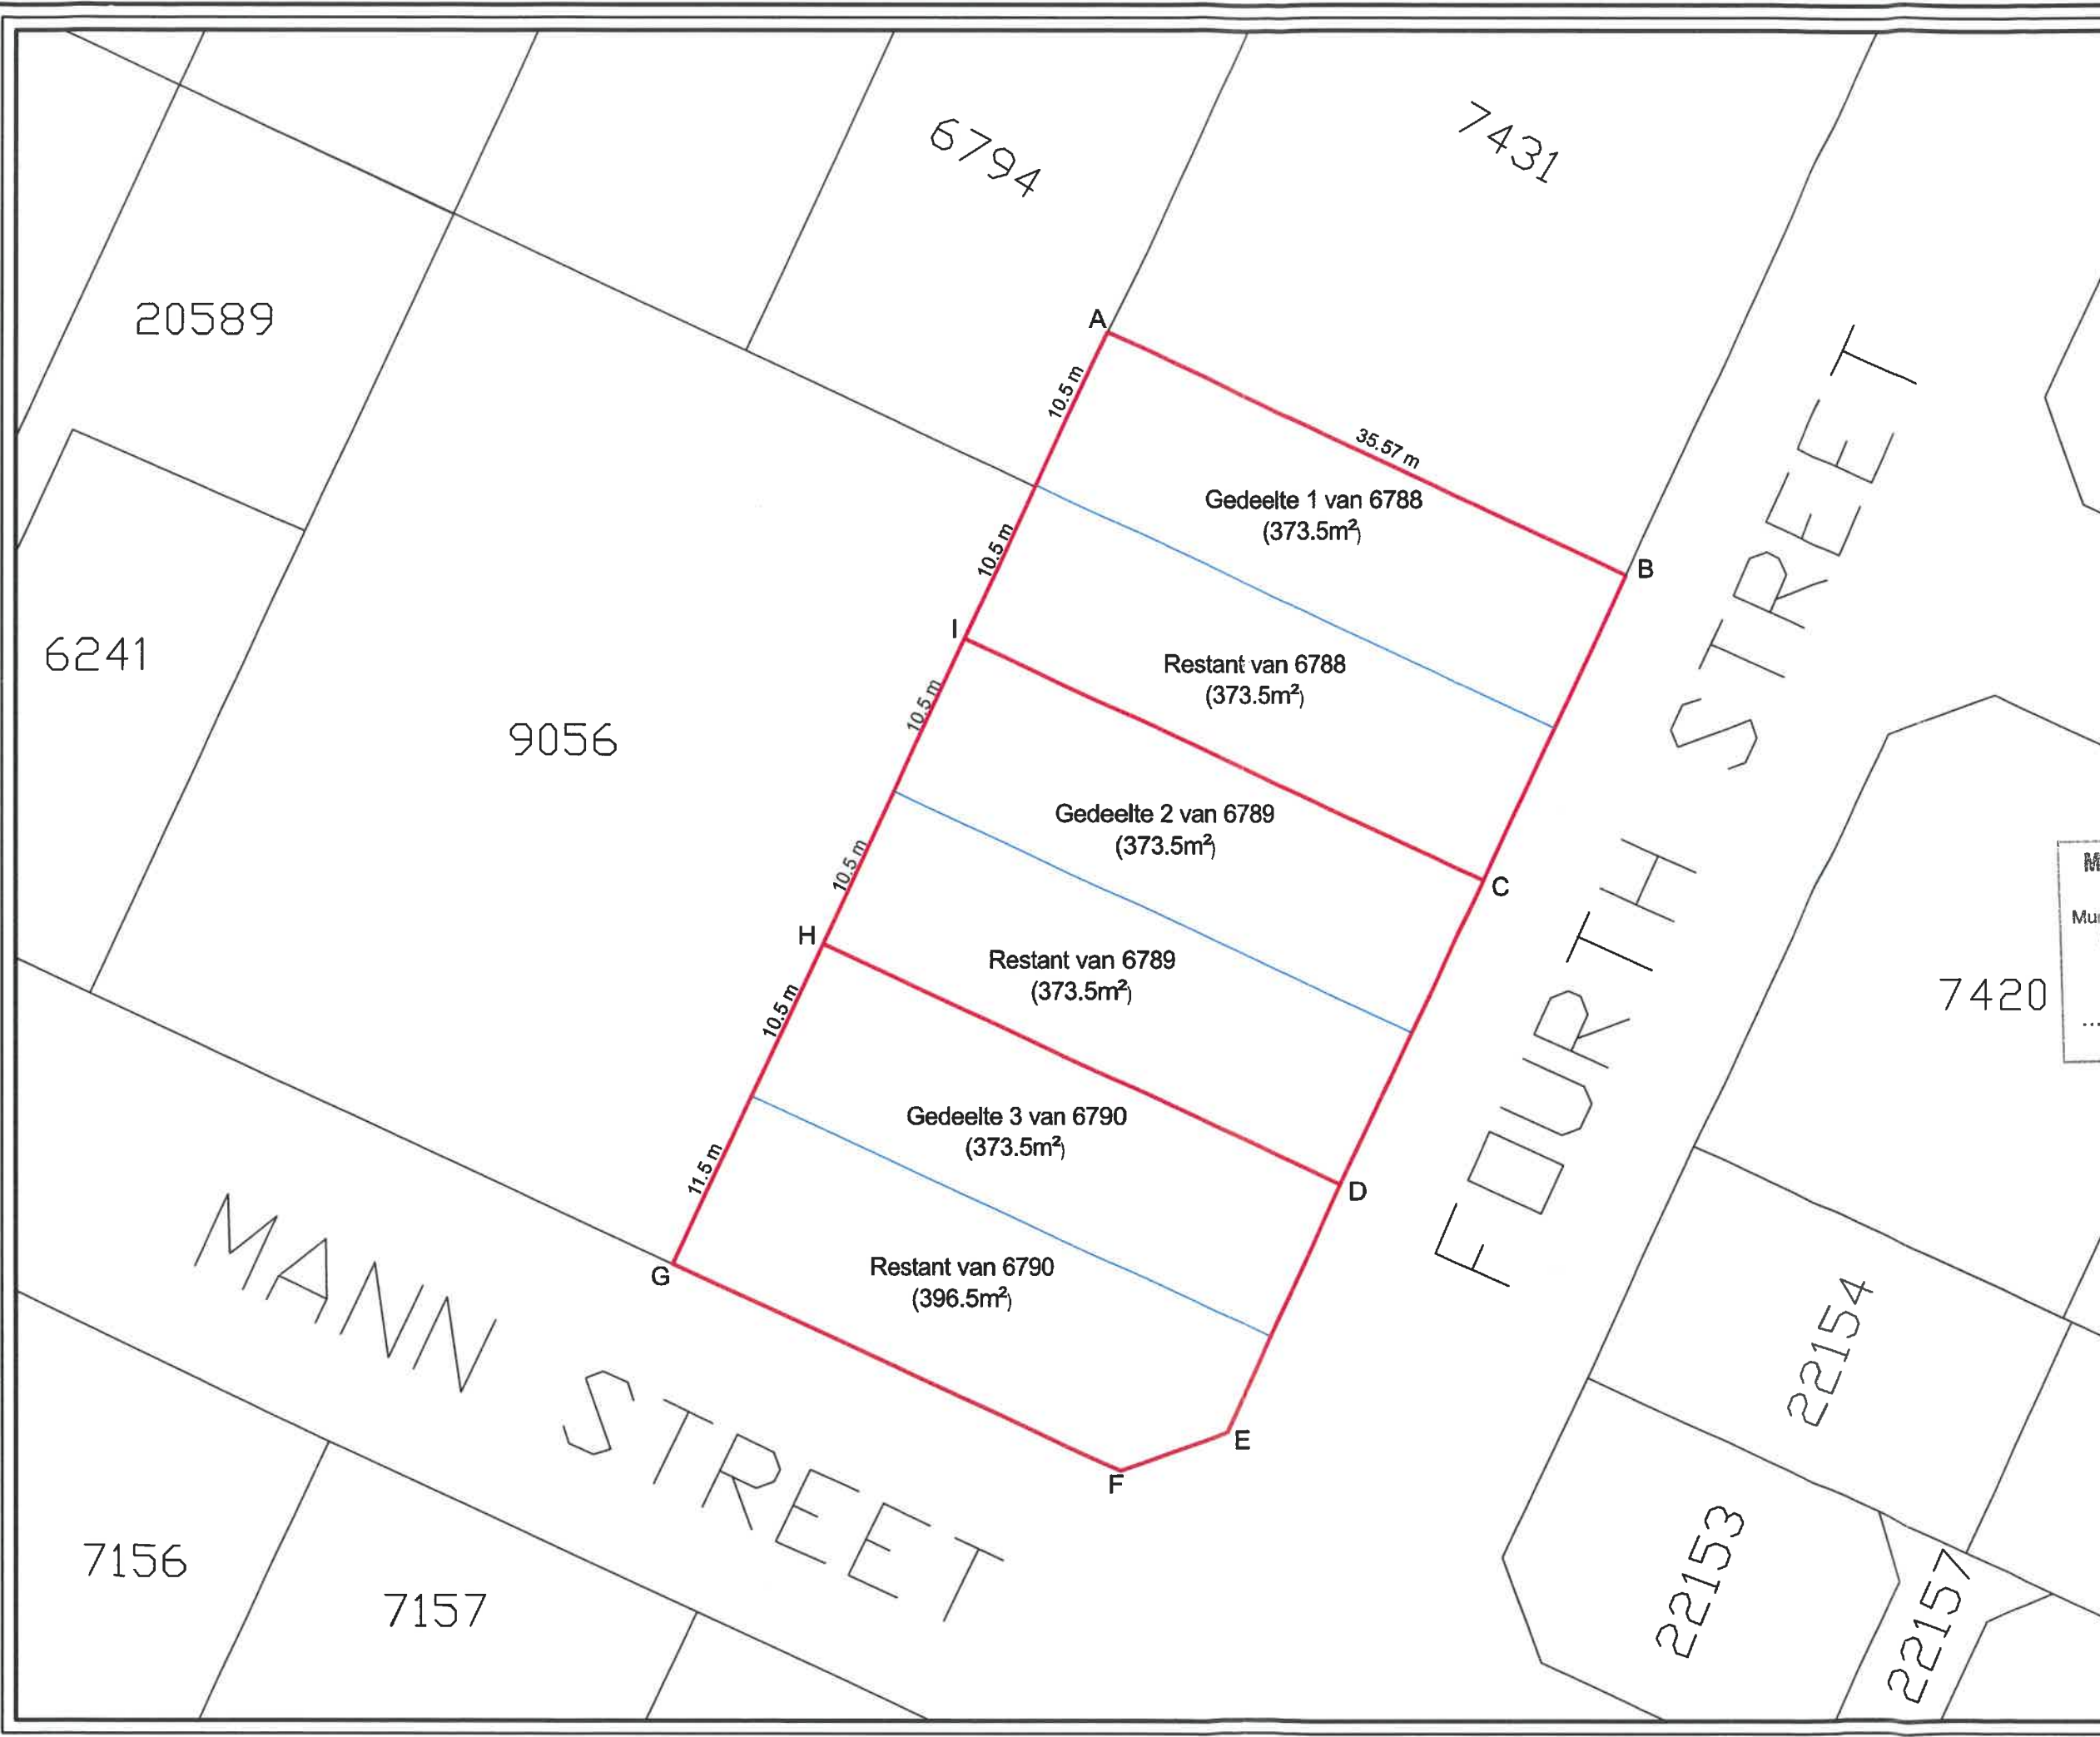 6794
7431
20589
A
10.5 m
35.57 m
Gedeelte 1 van 6788
(373.5m²)
B
10.5 m
I
Restant van 6788
(373.5m²)
6241
9056
10.5 m
Gedeelte 2 van 6789
(373.5m²)
C
10.5 m
H
Restant van 6789
(373.5m²)
FOURTH STREET
7420
10.5 m
Gedeelte 3 van 6790
(373.5m²)
D
11.5 m
G
Restant van 6790
(396.5m²)
MANN STREET
E
F
22154
22153
22157
7156
7157